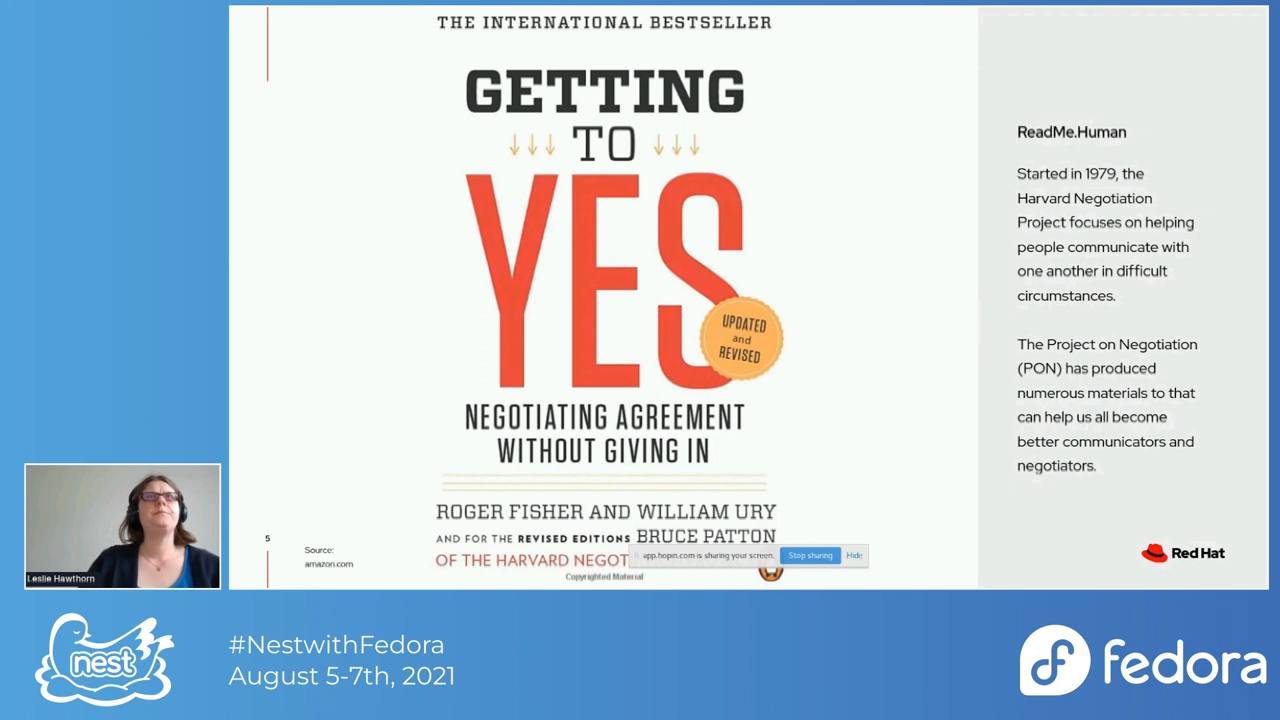 THE INTERNATIONAL BESTSELLER
GETTING
TO
YES
UPDATED
and
REVISED
NEGOTIATING AGREEMENT
WITHOUT GIVING IN
ROGER FISHER AND WILLIAM URY
AND FOR THE REVISED EDITIONS BRUCE PATTON
OF THE HARVARD
Copyrighted Material
app.hopin.com is sharing your screen.
Stop sharing
Hide
5
Source:
amazon.com
ReadMe.Human
Started in 1979, the
Harvard Negotiation
Project focuses on helping
people communicate with
one another in difficult
circumstances.
The Project on Negotiation
(PON) has produced
numerous materials to that
can help us all become
better communicators and
negotiators.
Red Hat
Leslie Hawthorn
nest
#NestwithFedora
August 5-7th, 2021
fedora